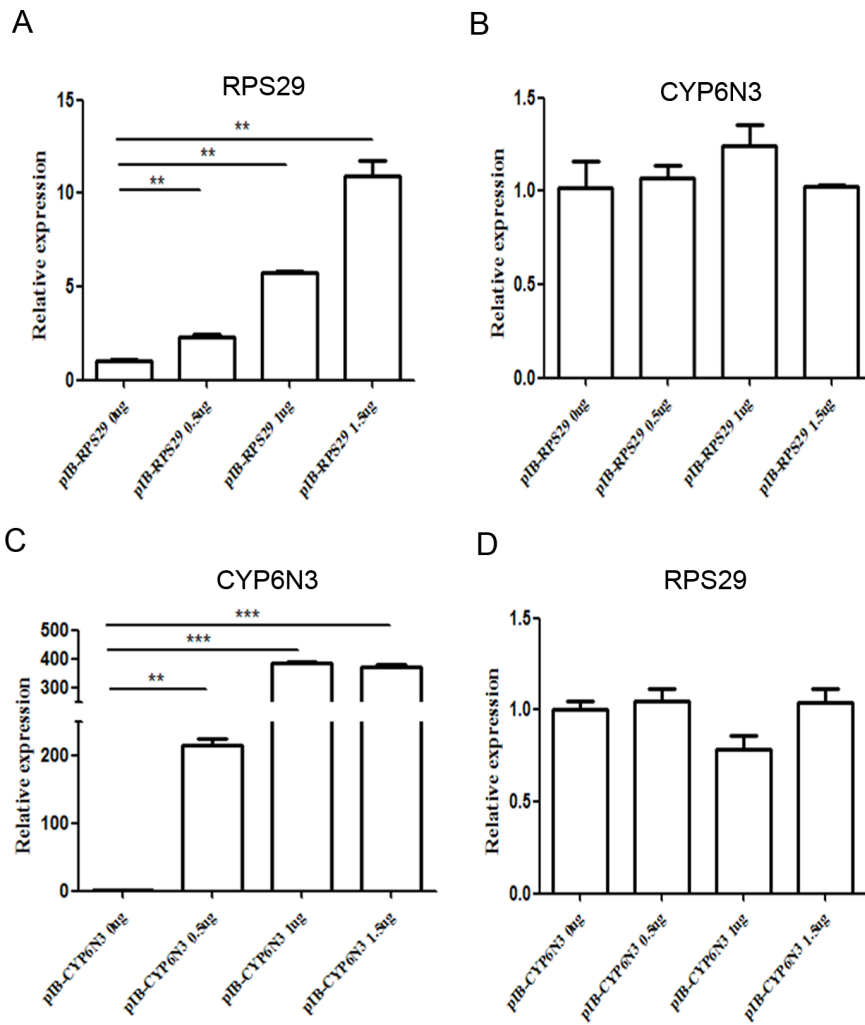 A
RPS29
Relative expression
15
10
5
0
**
**
**
pIB-RPS29 0ug
pIB-RPS29 0.5ug
pIB-RPS29 1ug
pIB-RPS29 1.5ug
B
CYP6N3
Relative expression
1.5
1.0
0.5
0.0
pIB-RPS29 0ug
pIB-RPS29 0.5ug
pIB-RPS29 1ug
pIB-RPS29 1.5ug
C
CYP6N3
Relative expression
500
400
300
200
100
0
***
***
**
pIB-CYP6N3 0ug
pIB-CYP6N3 0.5ug
pIB-CYP6N3 1ug
pIB-CYP6N3 1.5ug
D
RPS29
Relative expression
1.5
1.0
0.5
0.0
pIB-CYP6N3 0ug
pIB-CYP6N3 0.5ug
pIB-CYP6N3 1ug
pIB-CYP6N3 1.5ug